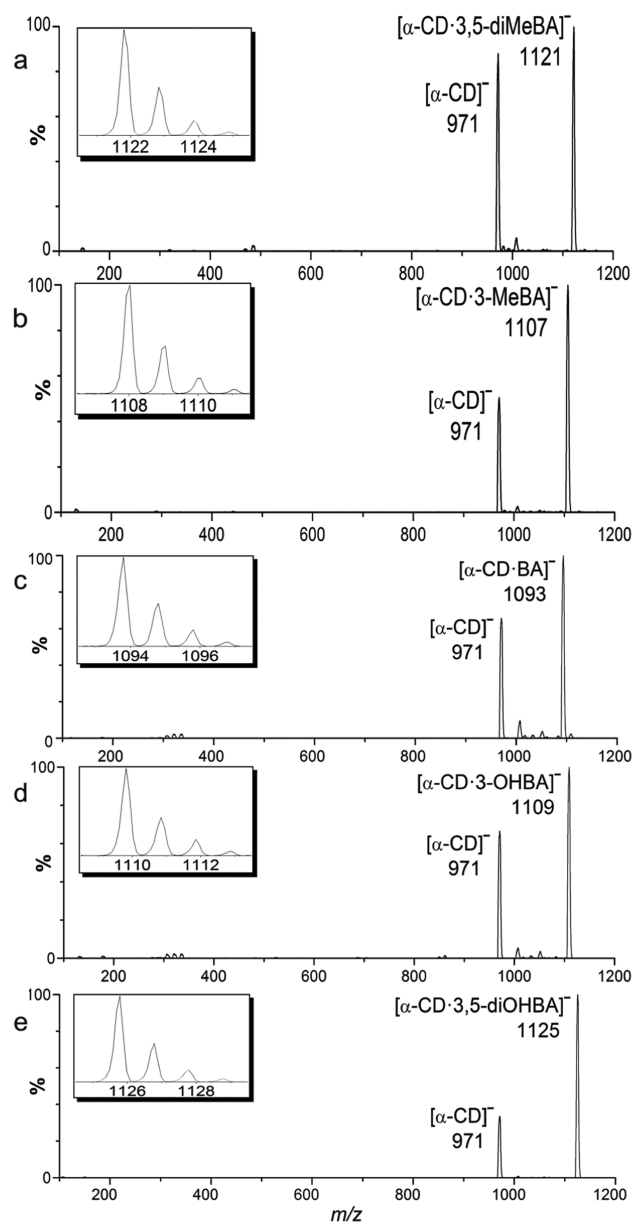 a
[α-CD·3,5-diMeBA]⁻
1121
[α-CD]⁻
971
100
%
0
1122 1124
200 400 600 800 1000 1200
b
[α-CD·3-MeBA]⁻
1107
[α-CD]⁻
971
100
%
0
1108 1110
200 400 600 800 1000 1200
c
[α-CD·BA]⁻
1093
[α-CD]⁻
971
100
%
0
1094 1096
200 400 600 800 1000 1200
d
[α-CD·3-OHBA]⁻
1109
[α-CD]⁻
971
100
%
0
1110 1112
200 400 600 800 1000 1200
e
[α-CD·3,5-diOHBA]⁻
1125
[α-CD]⁻
971
100
%
0
1126 1128
200 400 600 800 1000 1200
m/z